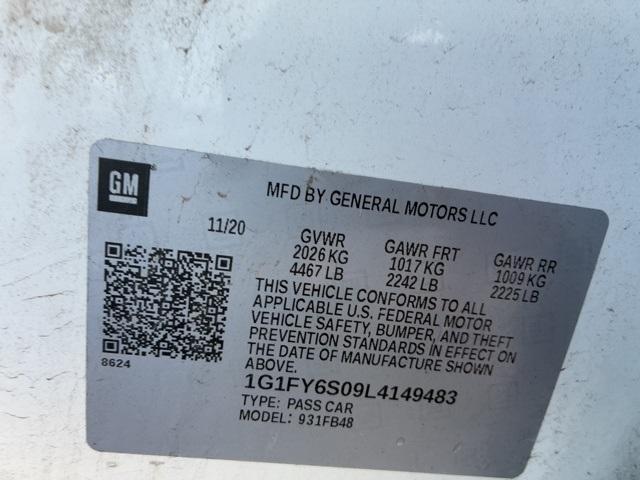 GM
MFD BY GENERAL MOTORS LLC
11/20
GVWR
2026 KG
4467 LB
GAWR FRT
1017 KG
2242 LB
GAWR RR
1009 KG
2225 LB
THIS VEHICLE CONFORMS TO ALL
APPLICABLE U.S. FEDERAL MOTOR
VEHICLE SAFETY, BUMPER, AND THEFT
PREVENTION STANDARDS IN EFFECT ON
THE DATE OF MANUFACTURE SHOWN
ABOVE.
8624
1G1FY6S09L4149483
TYPE: PASS CAR
MODEL: 931FB48